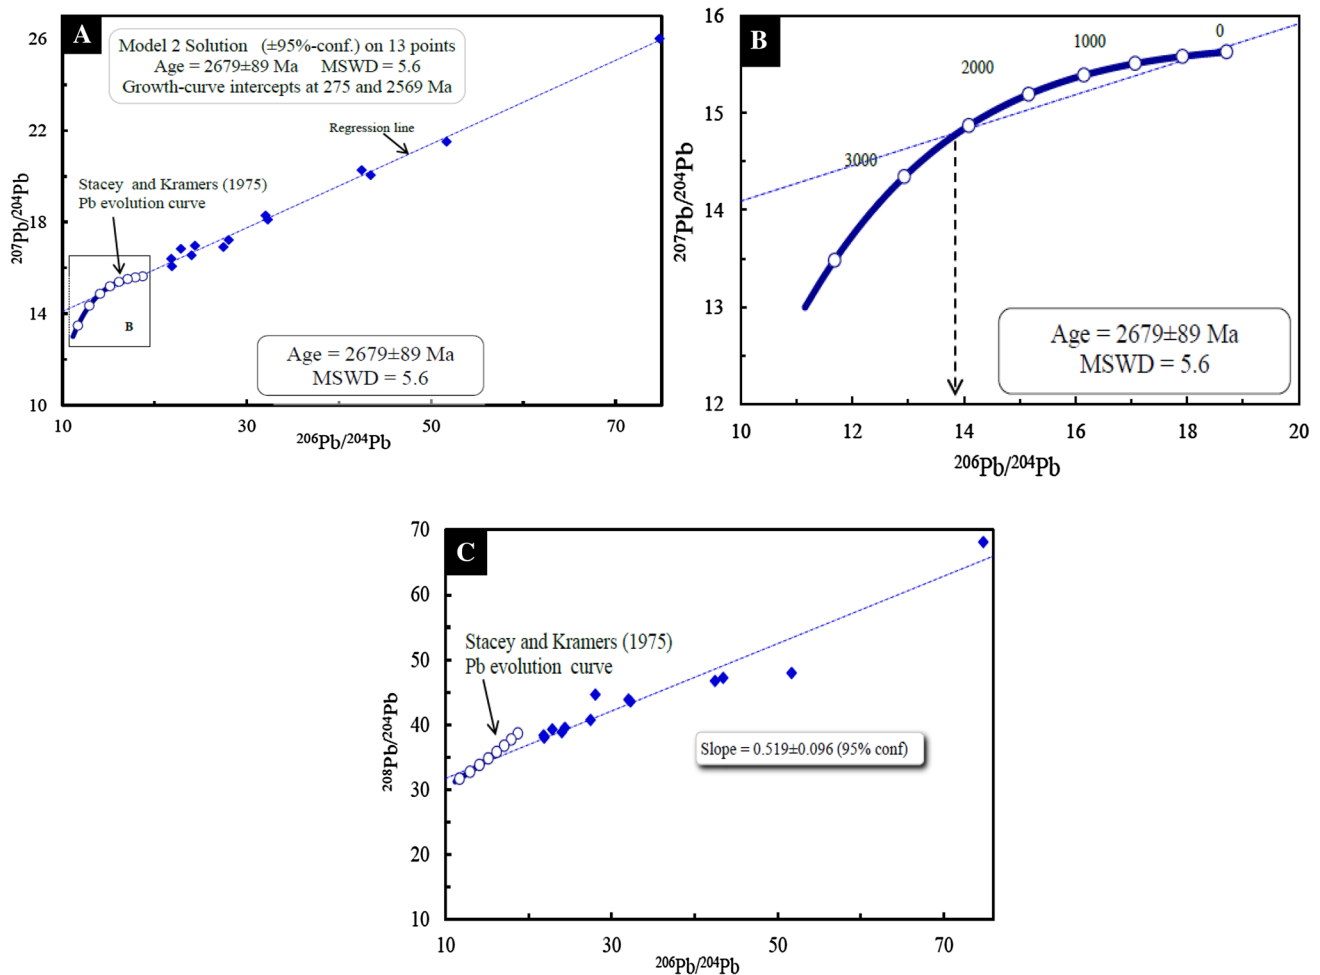 A
Model 2 Solution (±95%-conf.) on 13 points
Age = 2679±89 Ma MSWD = 5.6
Growth-curve intercepts at 275 and 2569 Ma
Regression line
Stacey and Kramers (1975)
Pb evolution curve
B
Age = 2679±89 Ma
MSWD = 5.6
26
22
18
14
10
207Pb/204Pb
10 30 50 70
206Pb/204Pb
B
0
1000
2000
3000
Age = 2679±89 Ma
MSWD = 5.6
16
15
14
13
12
207Pb/204Pb
10 12 14 16 18 20
206Pb/204Pb
C
Stacey and Kramers (1975)
Pb evolution curve
Slope = 0.519±0.096 (95% conf)
70
60
50
40
30
20
10
208Pb/204Pb
10 30 50 70
206Pb/204Pb